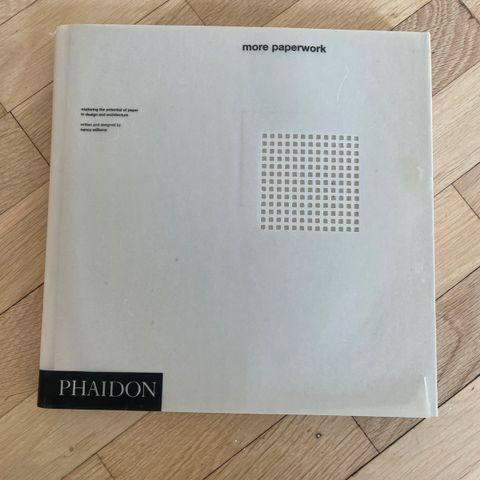 more paperwork
exploring the potential of paper
in design and architecture
written and designed by
nancy williams
PHAIDON